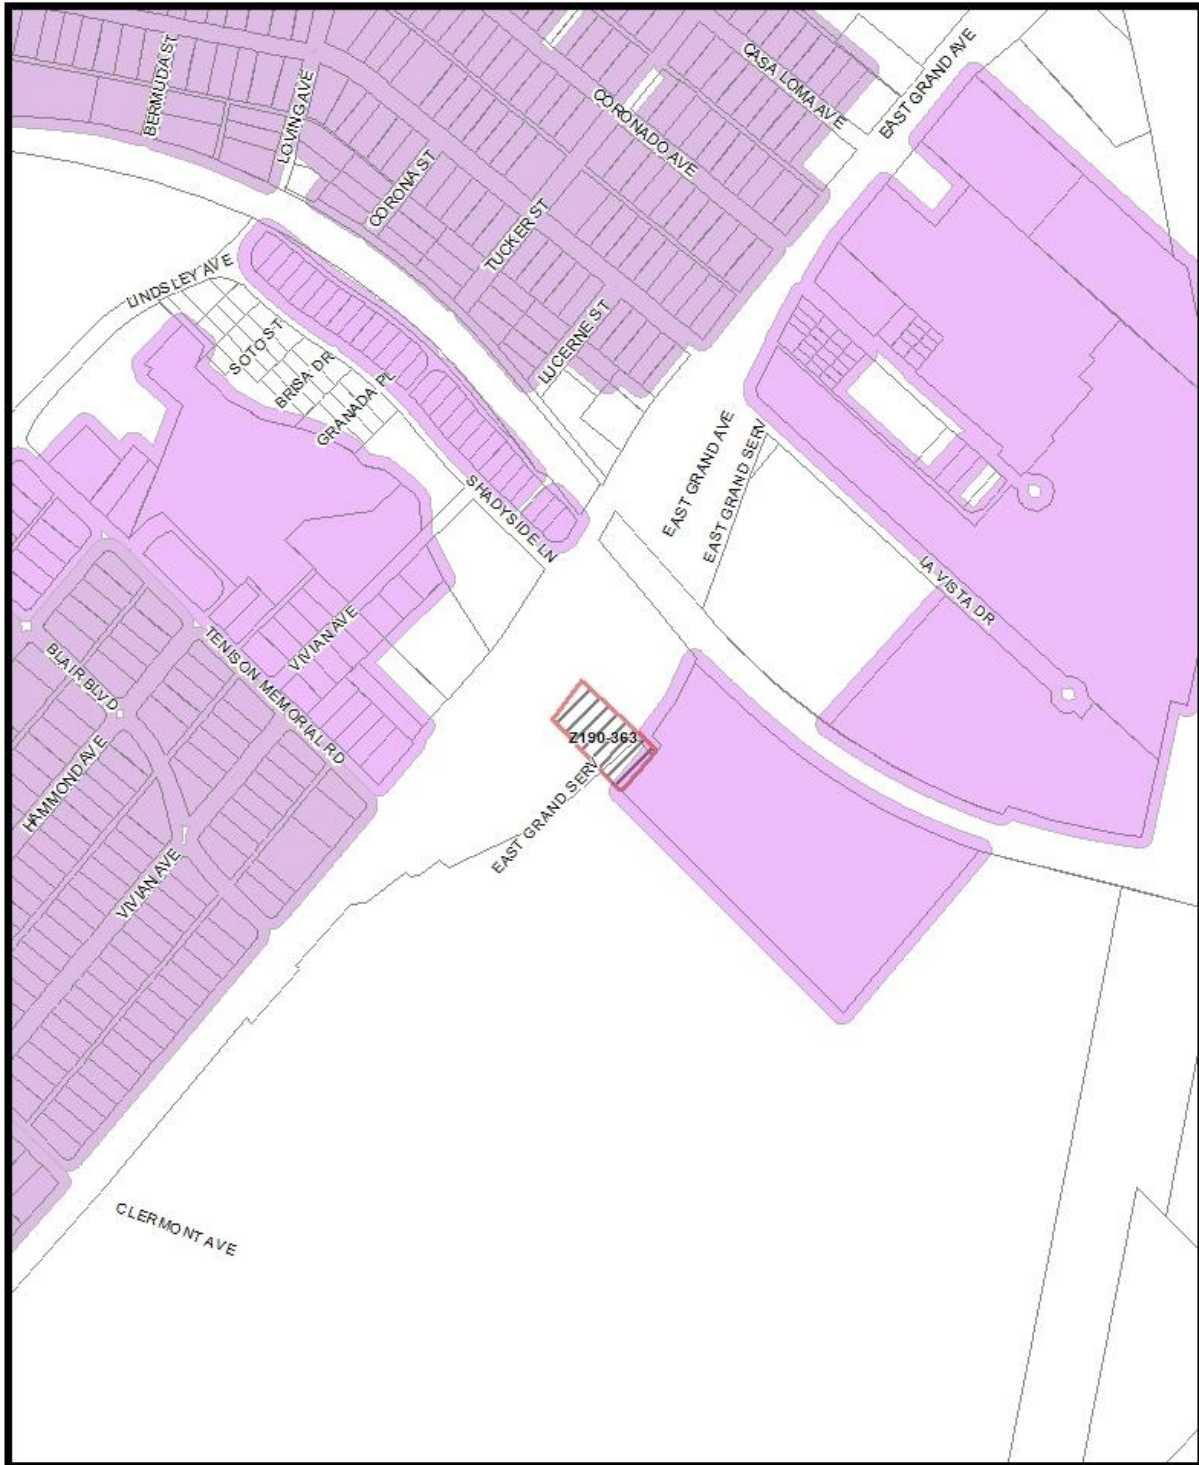 BERMUDA ST
LOVING AVE
CASA LOMA AVE
EAST GRAND AVE
CORONADO AVE
CORONA ST
TUCKER ST
LINDSLEY AVE
SOTO ST
BRISA DR
GRANADA PL
LUCERNE ST
EAST GRAND AVE
EAST GRAND SERV
SHADYSIDE LN
LA VISTA DR
VIVIAN AVE
TENISON MEMORIAL RD
BLAIR BLVD
HAMMOND AVE
Z190-363
EAST GRAND SERV
VIVIAN AVE
CLERMONT AVE